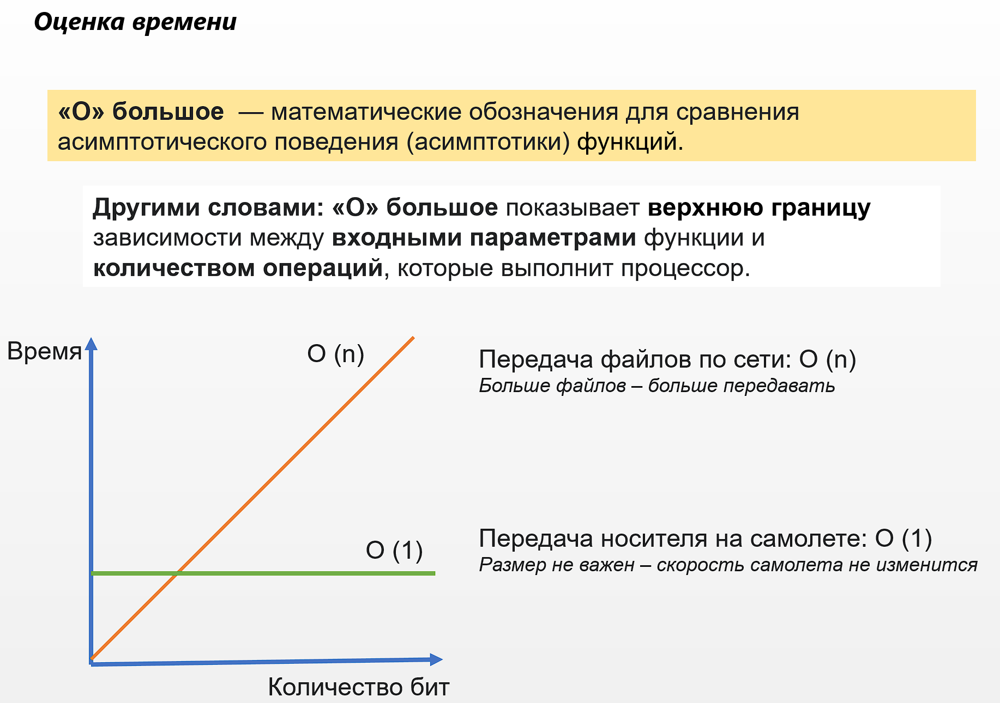 Оценка времени
«О» большое — математические обозначения для сравнения
асимптотического поведения (асимптотики) функций.
Другими словами: «О» большое показывает верхнюю границу
зависимости между входными параметрами функции и
количеством операций, которые выполнит процессор.
Время
O (n)
Передача файлов по сети: O (n)
Больше файлов – больше передавать
O (1)
Передача носителя на самолете: O (1)
Размер не важен – скорость самолета не изменится
Количество бит